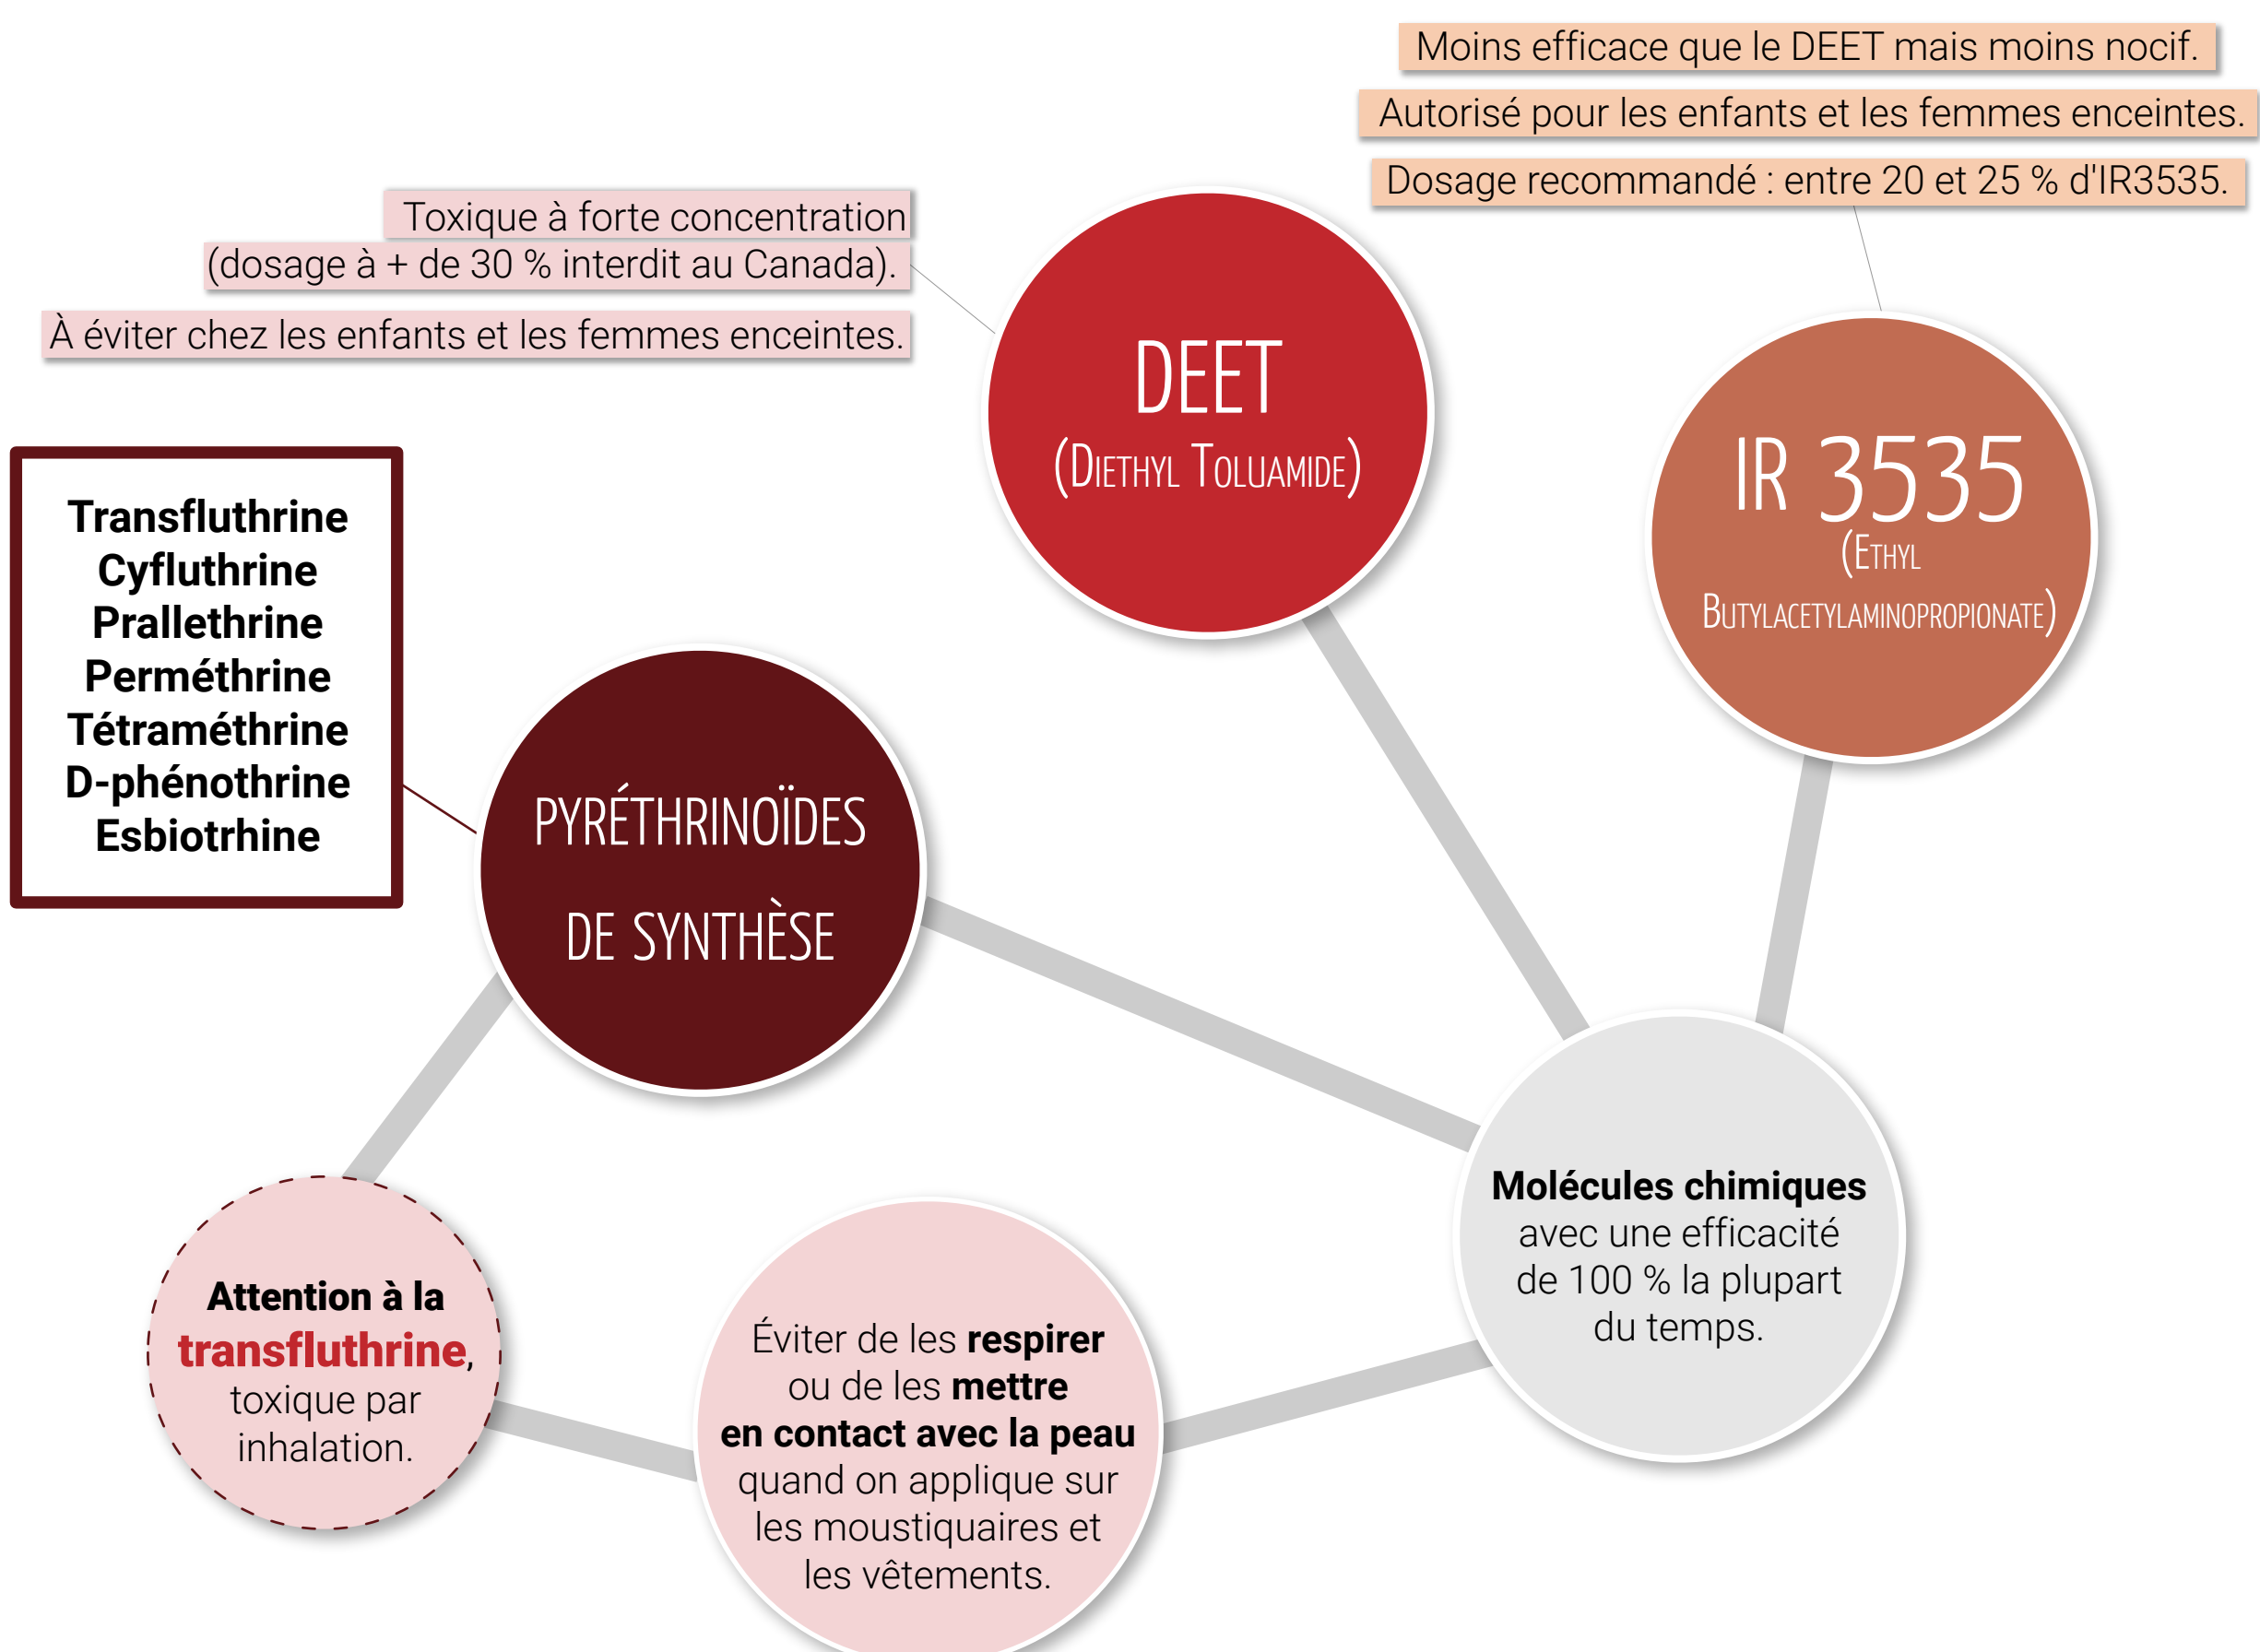 Moins efficace que le DEET mais moins nocif.
Autorisé pour les enfants et les femmes enceintes.
Dosage recommandé : entre 20 et 25 % d'IR3535.
Toxique à forte concentration
(dosage à + de 30 % interdit au Canada).
À éviter chez les enfants et les femmes enceintes.
DEET
(Diethyl Toluamide)
IR 3535
(Ethyl
Butylacetylaminopropionate)
Transfluthrine
Cyfluthrine
Prallethrine
Perméthrine
Tétraméthrine
D-phénothrine
Esbiotrhine
PYRÉTHRINOÏDES
DE SYNTHÈSE
Molécules chimiques
avec une efficacité
de 100 % la plupart
du temps.
Attention à la
transfluthrine,
toxique par
inhalation.
Éviter de les respirer
ou de les mettre
en contact avec la peau
quand on applique sur
les moustiquaires et
les vêtements.